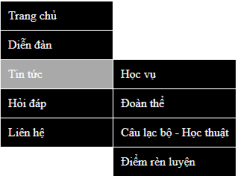 Trang chủ
Diễn đàn
Tin tức
Học vụ
Hỏi đáp
Đoàn thể
Liên hệ
Câu lạc bộ - Học thuật
Điểm rèn luyện